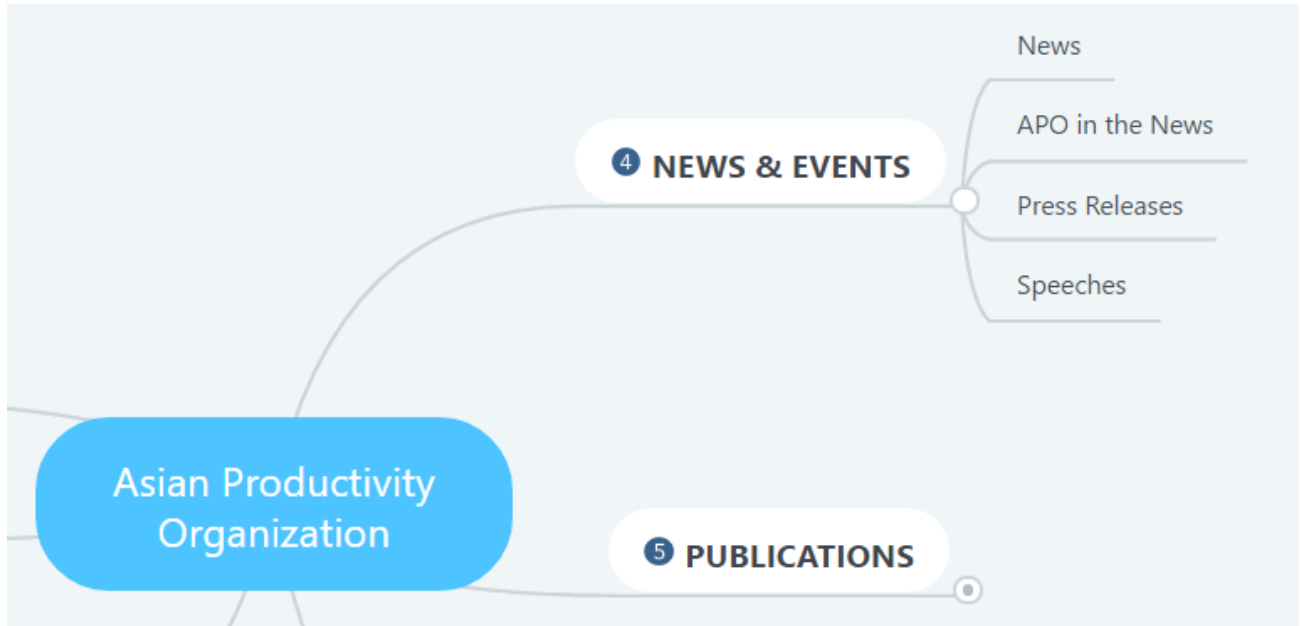 News
APO in the News
4 NEWS & EVENTS
Press Releases
Speeches
Asian Productivity
Organization
5 PUBLICATIONS